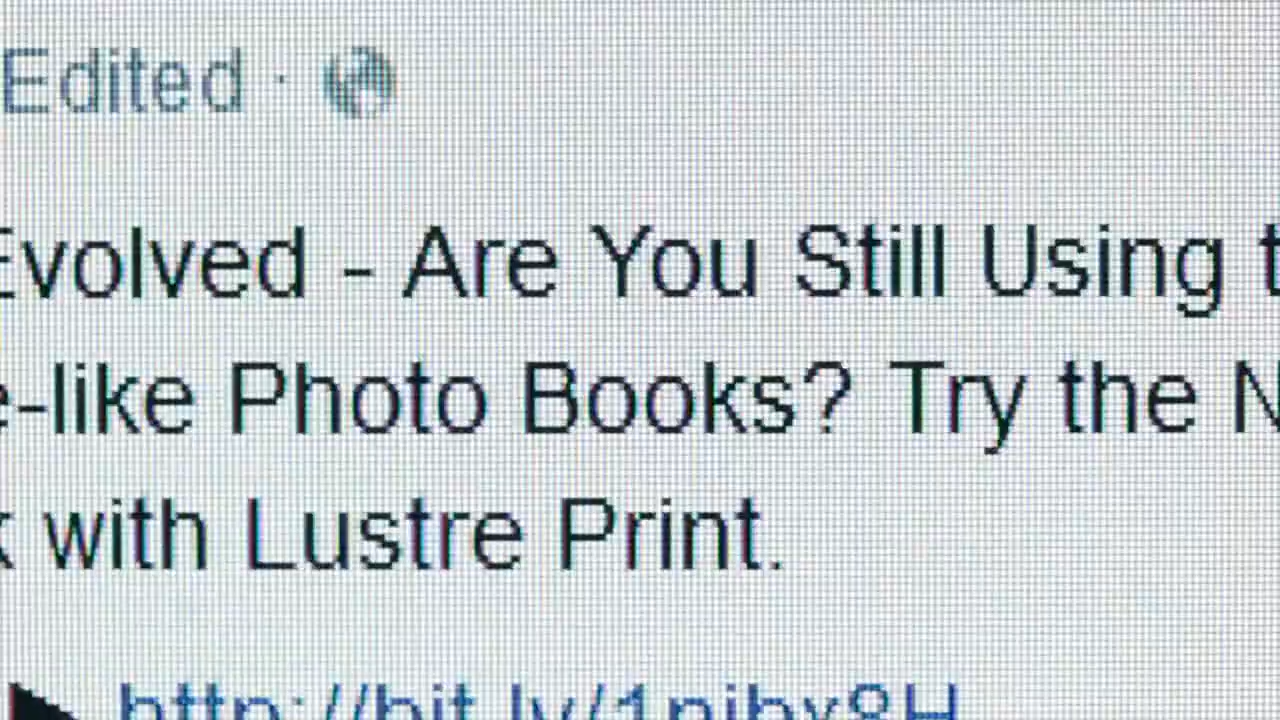 Edited ·
Evolved - Are You Still Using t
e-like Photo Books? Try the N
k with Lustre Print.